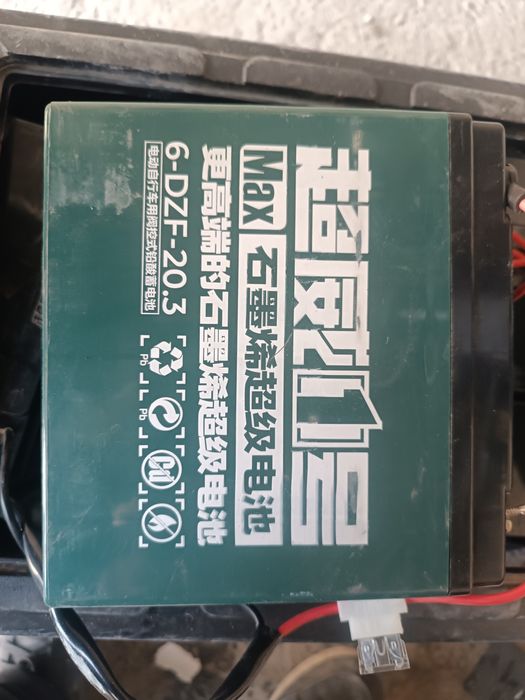 超威1号
Max 石墨烯超级电池
更高端的石墨烯超级电池
6-DZF-20.3
电动自行车用阀控式铅酸蓄电池
Pb
Pb
Cd